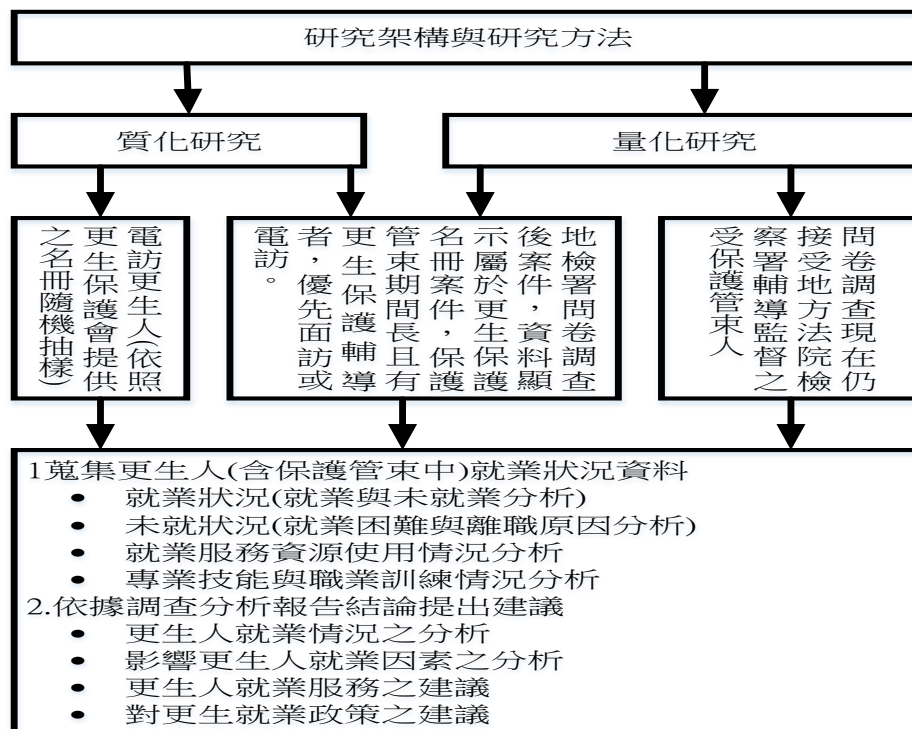 研究架構與研究方法
質化研究
量化研究
電訪更生人(依照
更生保護會提供
之名冊隨機抽樣)
地檢署問卷調查
後案件，資料顯
示屬於更生保護
名冊案件，保護
管束期間長且有
更生保護輔導
者，優先面訪或
電訪。
問卷調查現在仍
接受地方法院檢
察署輔導監督之
受保護管束人
1蒐集更生人(含保護管束中)就業狀況資料
• 就業狀況(就業與未就業分析)
• 未就狀況(就業困難與離職原因分析)
• 就業服務資源使用情況分析
• 專業技能與職業訓練情況分析
2.依據調查分析報告結論提出建議
• 更生人就業情況之分析
• 影響更生人就業因素之分析
• 更生人就業服務之建議
• 對更生就業政策之建議